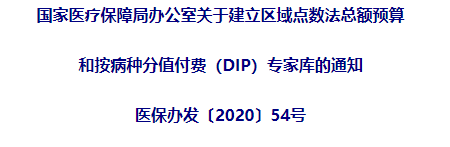 国家医疗保障局办公室关于建立区域点数法总额预算
和按病种分值付费（DIP）专家库的通知
医保办发〔2020〕54号